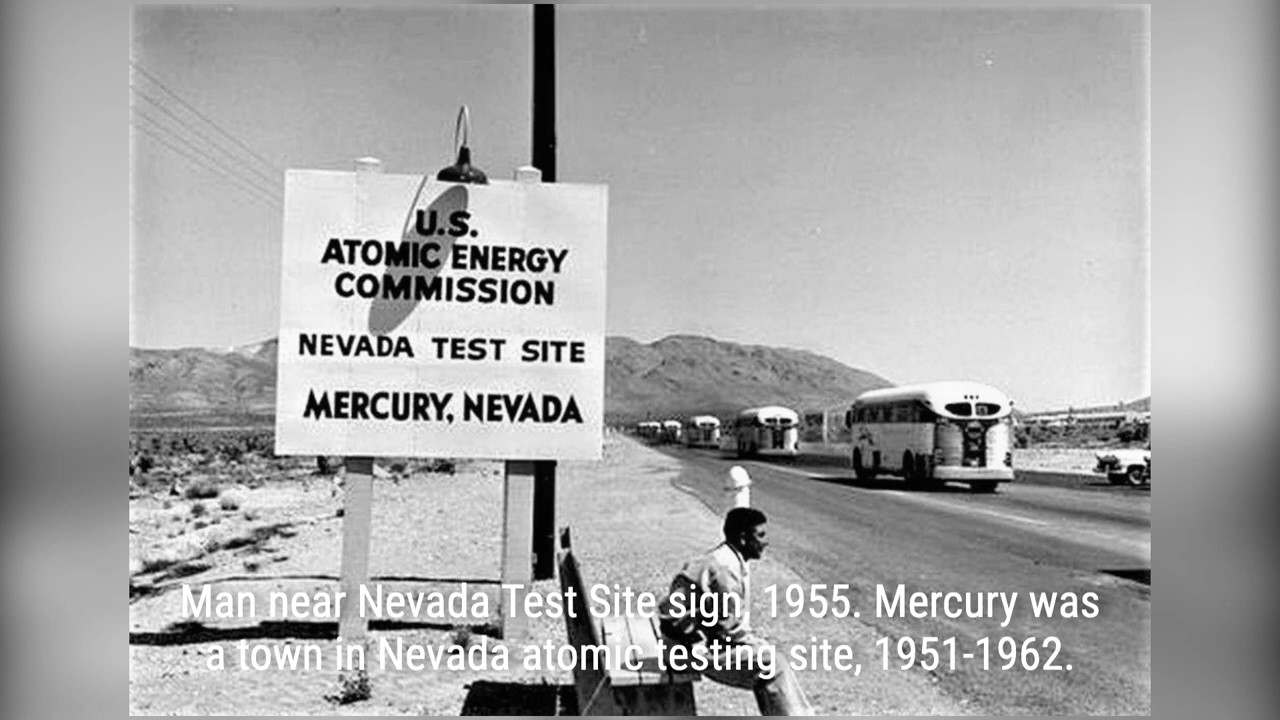 U.S.
ATOMIC ENERGY
COMMISSION
NEVADA TEST SITE
MERCURY, NEVADA
Man near Nevada Test Site sign, 1955. Mercury was
a town in Nevada atomic testing site, 1951-1962.